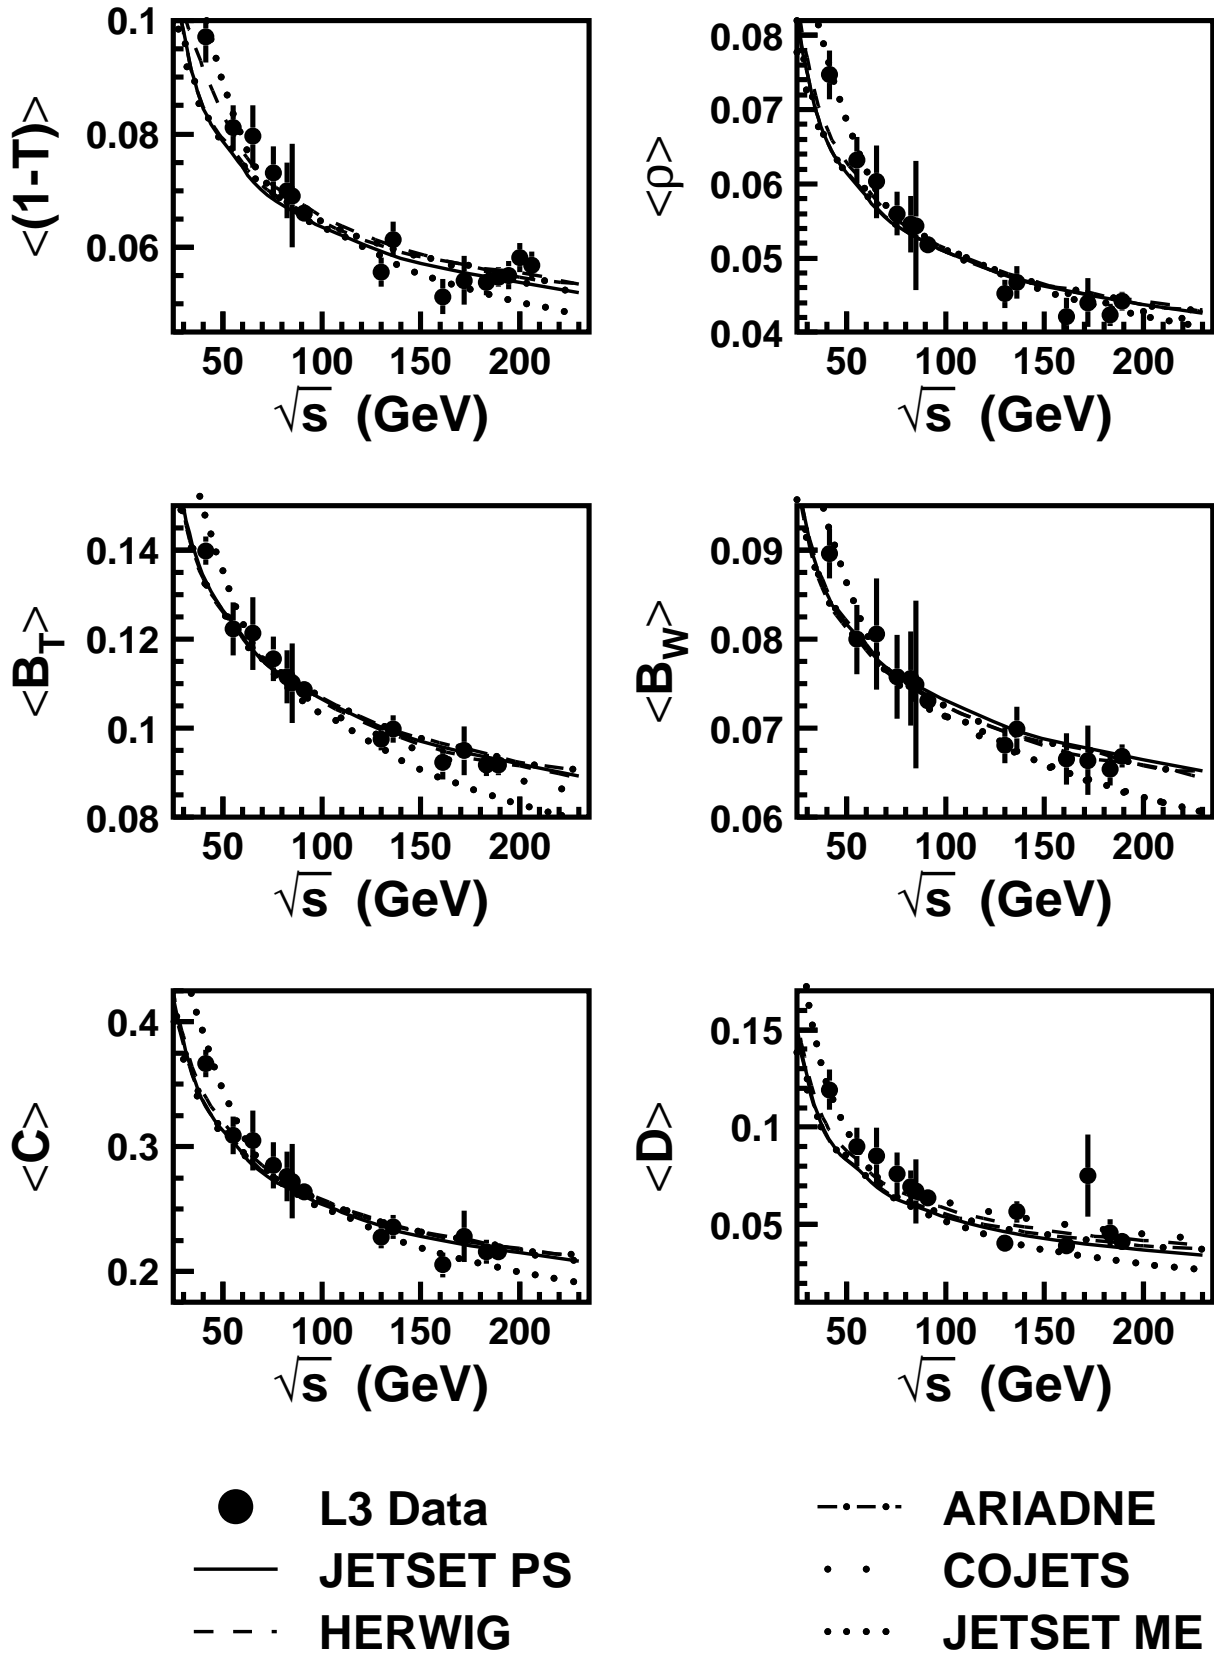 <(1-T)>
0.1
0.08
0.06
50 100 150 200
√s (GeV)
<ρ>
0.08
0.07
0.06
0.05
0.04
50 100 150 200
√s (GeV)
<B_T>
0.14
0.12
0.1
0.08
50 100 150 200
√s (GeV)
<B_W>
0.09
0.08
0.07
0.06
50 100 150 200
√s (GeV)
<C>
0.4
0.3
0.2
50 100 150 200
√s (GeV)
<D>
0.15
0.1
0.05
50 100 150 200
√s (GeV)
L3 Data
JETSET PS
HERWIG
ARIADNE
COJETS
JETSET ME